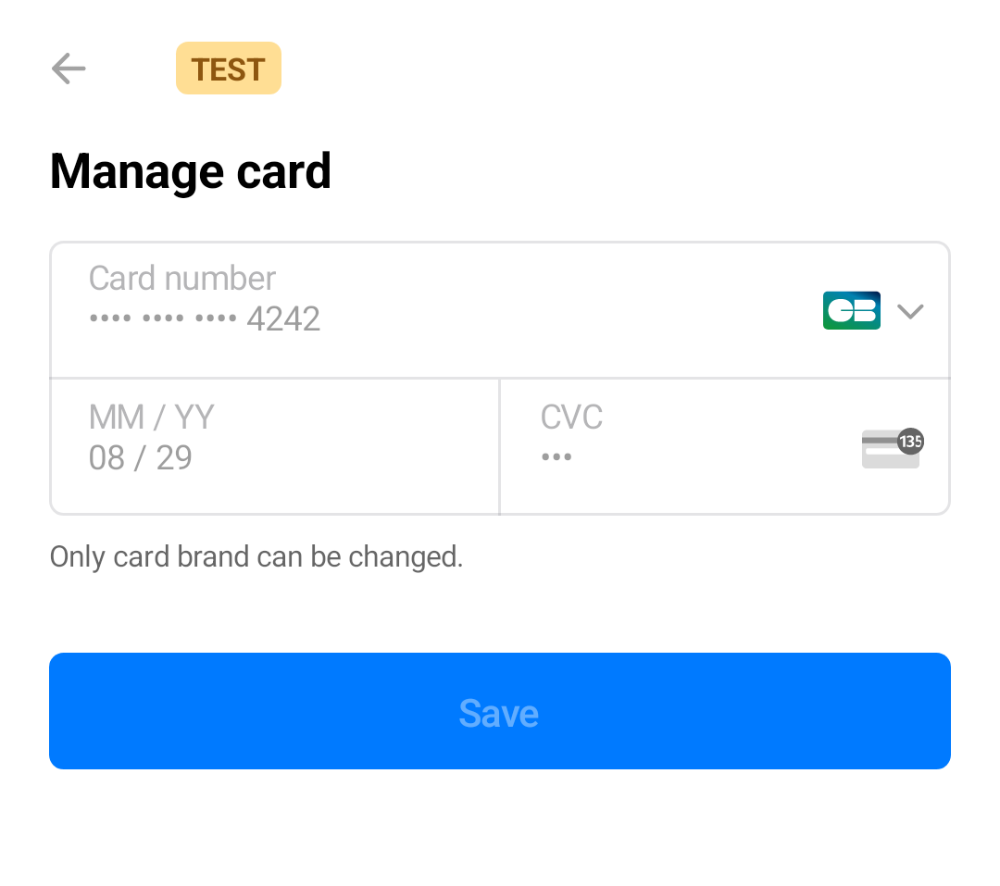 TEST
Manage card
Card number
•••• •••• •••• 4242
CB
MM / YY
08 / 29
CVC
•••
135
Only card brand can be changed.
Save